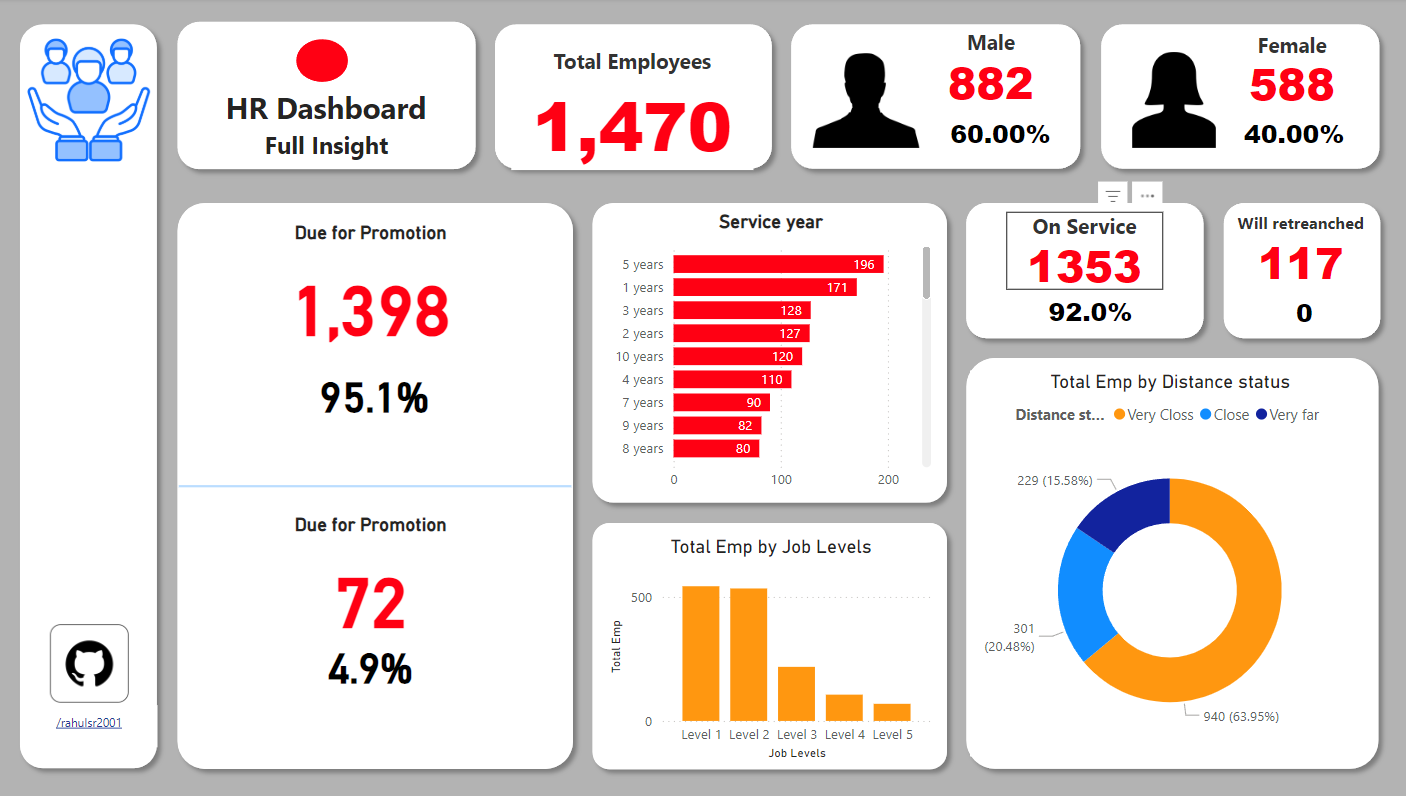 HR Dashboard
Full Insight
Total Employees
1,470
Male
882
60.00%
Female
588
40.00%
Due for Promotion
1,398
95.1%
Due for Promotion
72
4.9%
Service year
5 years 196
1 years 171
3 years 128
2 years 127
10 years 120
4 years 110
7 years 90
9 years 82
8 years 80
0 100 200
On Service
1353
92.0%
Will retreanched
117
0
Total Emp by Job Levels
500
0
Total Emp
Level 1 Level 2 Level 3 Level 4 Level 5
Job Levels
Total Emp by Distance status
Distance st... Very Closs Close Very far
229 (15.58%)
301
(20.48%)
940 (63.95%)
/rahulsr2001